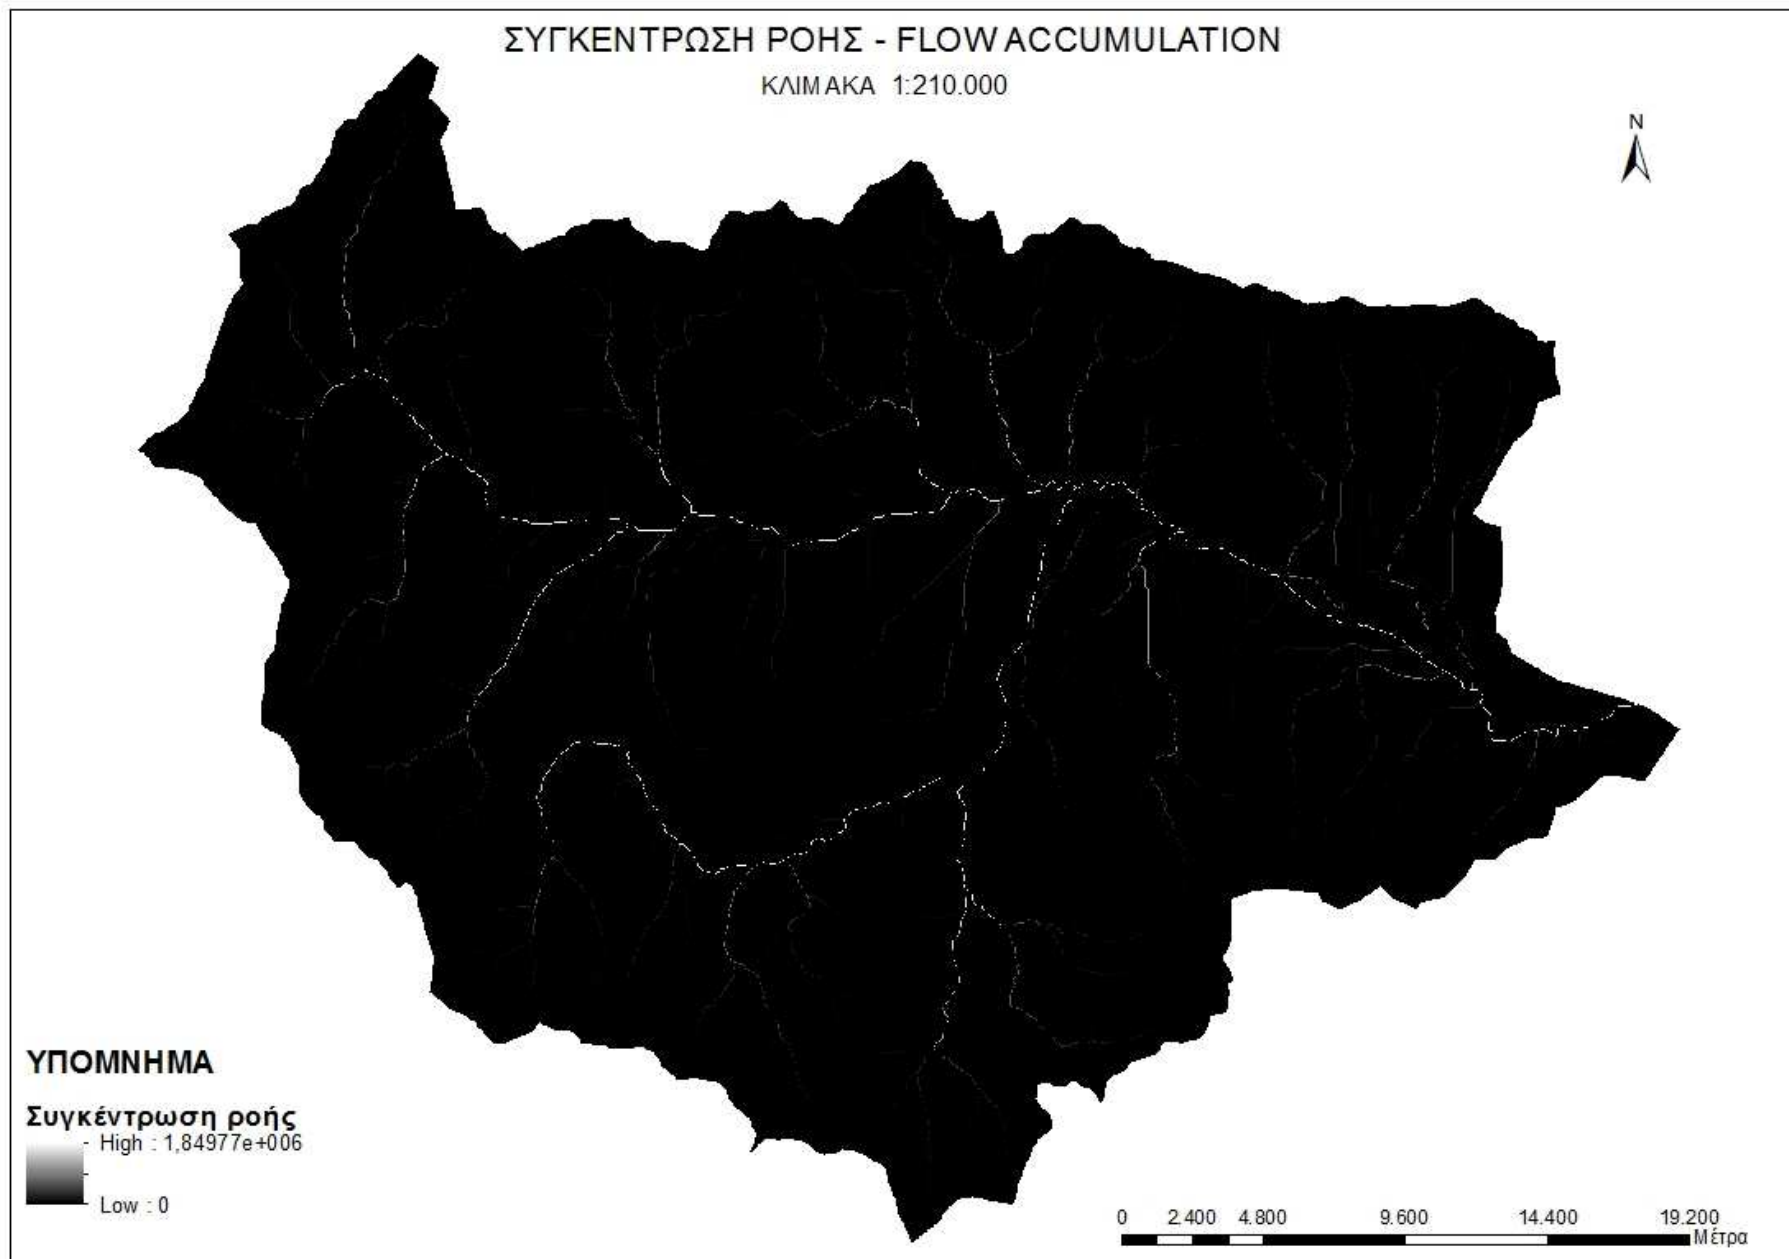 ΣΥΓΚΕΝΤΡΩΣΗ ΡΟΗΣ - FLOW ACCUMULATION
ΚΛΙΜΑΚΑ 1:210.000
N
ΥΠΟΜΝΗΜΑ
Συγκέντρωση ροής
High : 1,84977e+006
Low : 0
0 2.400 4.800 9.600 14.400 19.200
Μέτρα